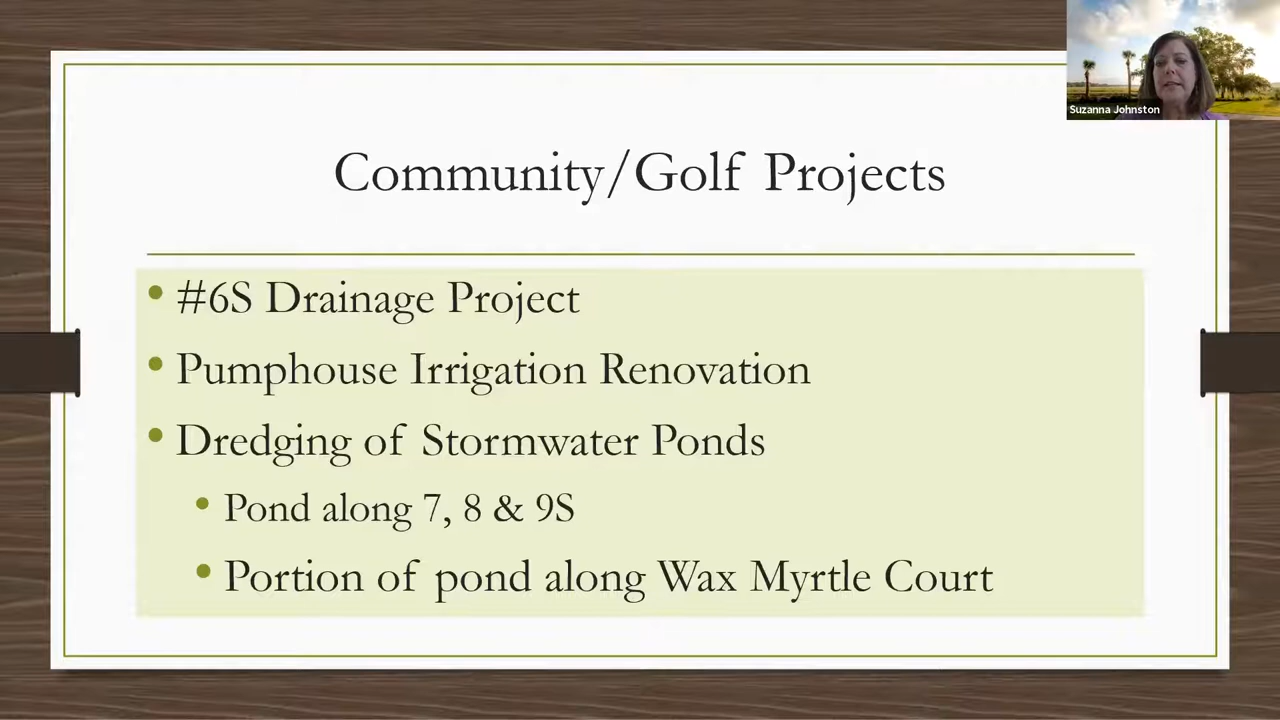 Suzanna Johnston
Community/Golf Projects
• #6S Drainage Project
• Pumphouse Irrigation Renovation
• Dredging of Stormwater Ponds
• Pond along 7, 8 & 9S
• Portion of pond along Wax Myrtle Court